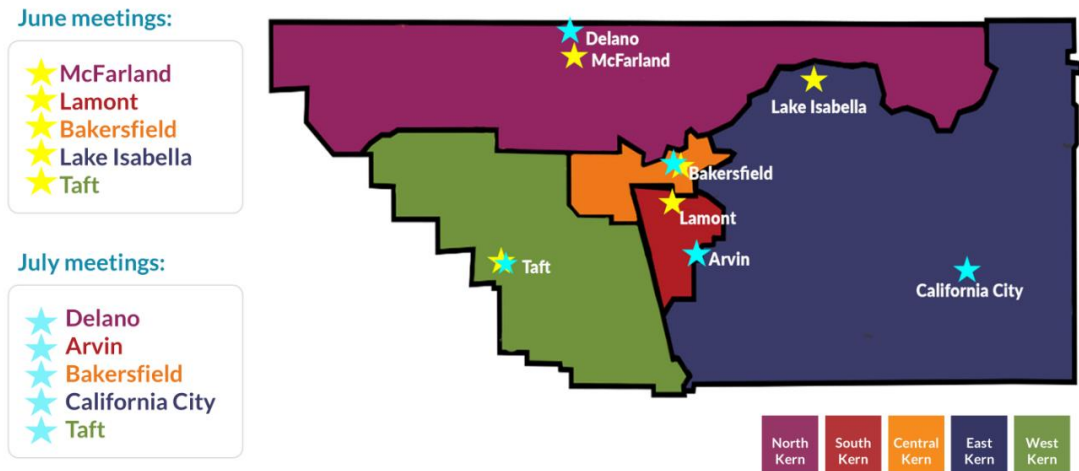 June meetings:
McFarland
Lamont
Bakersfield
Lake Isabella
Taft
July meetings:
Delano
Arvin
Bakersfield
California City
Taft
Delano
McFarland
Lake Isabella
Bakersfield
Lamont
Arvin
Taft
California City
North
Kern
South
Kern
Central
Kern
East
Kern
West
Kern